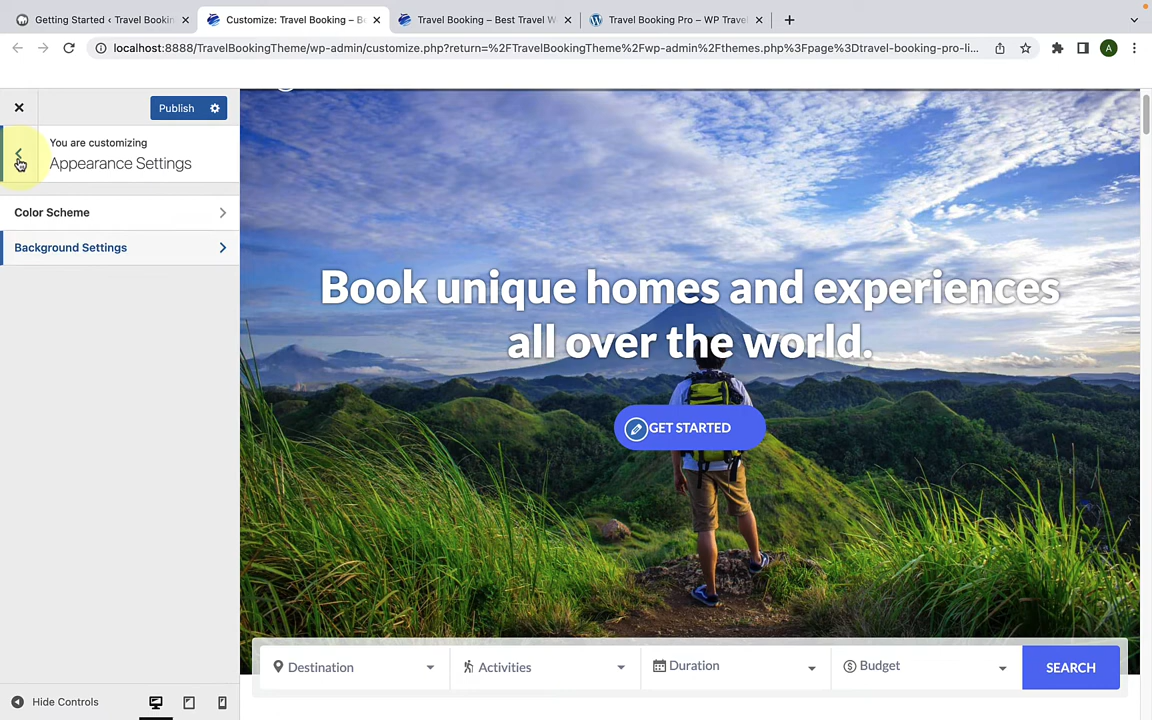 Getting Started ‹ Travel Bookin
Customize: Travel Booking – Be
Travel Booking – Best Travel W
Travel Booking Pro – WP Trave
localhost:8888/TravelBookingTheme/wp-admin/customize.php?return=%2FTravelBookingTheme%2Fwp-admin%2Fthemes.php%3Fpage%3Dtravel-booking-pro-li...
A
Publish
You are customizing
Appearance Settings
Color Scheme
Background Settings
Book unique homes and experiences
all over the world.
GET STARTED
Destination
Activities
Duration
Budget
SEARCH
Hide Controls